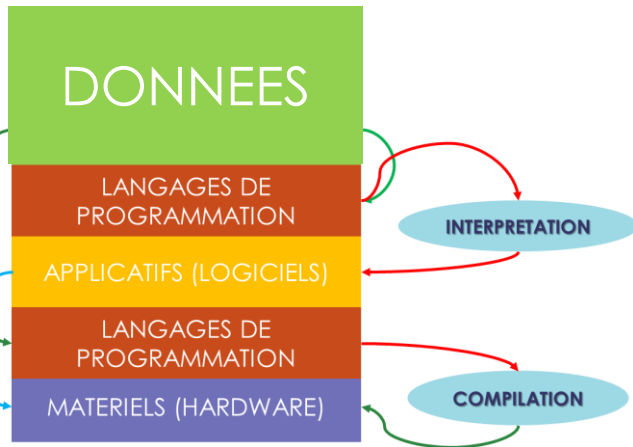 DONNEES
LANGAGES DE
PROGRAMMATION
INTERPRETATION
APPLICATIFS (LOGICIELS)
LANGAGES DE
PROGRAMMATION
COMPILATION
MATERIELS (HARDWARE)